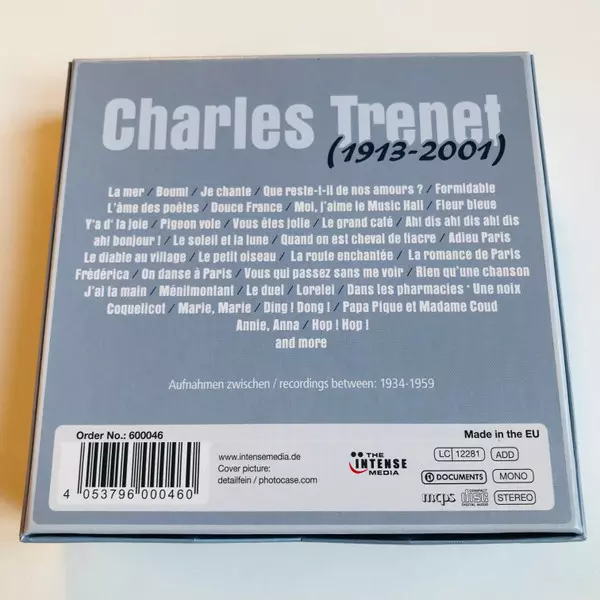 Charles Trenet
(1913-2001)
La mer / Boum! / Je chante / Que reste-t-il de nos amours ? / Formidable
L'âme des poètes / Douce France / Moi, j'aime le Music Hall / Fleur bleue
Y'a d' la joie / Pigeon vole / Vous êtes jolie / Le grand café / Ah! dis ah! dis ah! dis
ah! bonjour ! / Le soleil et la lune / Quand on est cheval de fiacre / Adieu Paris
Le diable au village / Le petit oiseau / La route enchantée / La romance de Paris
Frédérica / On danse à Paris / Vous qui passez sans me voir / Rien qu'une chanson
J'ai ta main / Ménilmontant / Le duel / Lorelei / Dans les pharmacies ' Une noix
Coquelicot / Marie, Marie / Ding ! Dong ! / Papa Pique et Madame Coud
Annie, Anna / Hop ! Hop !
and more
Aufnahmen zwischen / recordings between: 1934-1959
Order No.: 600046
4 053796 000460
www.intensemedia.de
Cover picture:
detailfein / photocase.com
THE
INTENSE
MEDIA
Made in the EU
LC 12281 ADD
DOCUMENTS MONO
mcps COMPACT disc DIGITAL AUDIO STEREO